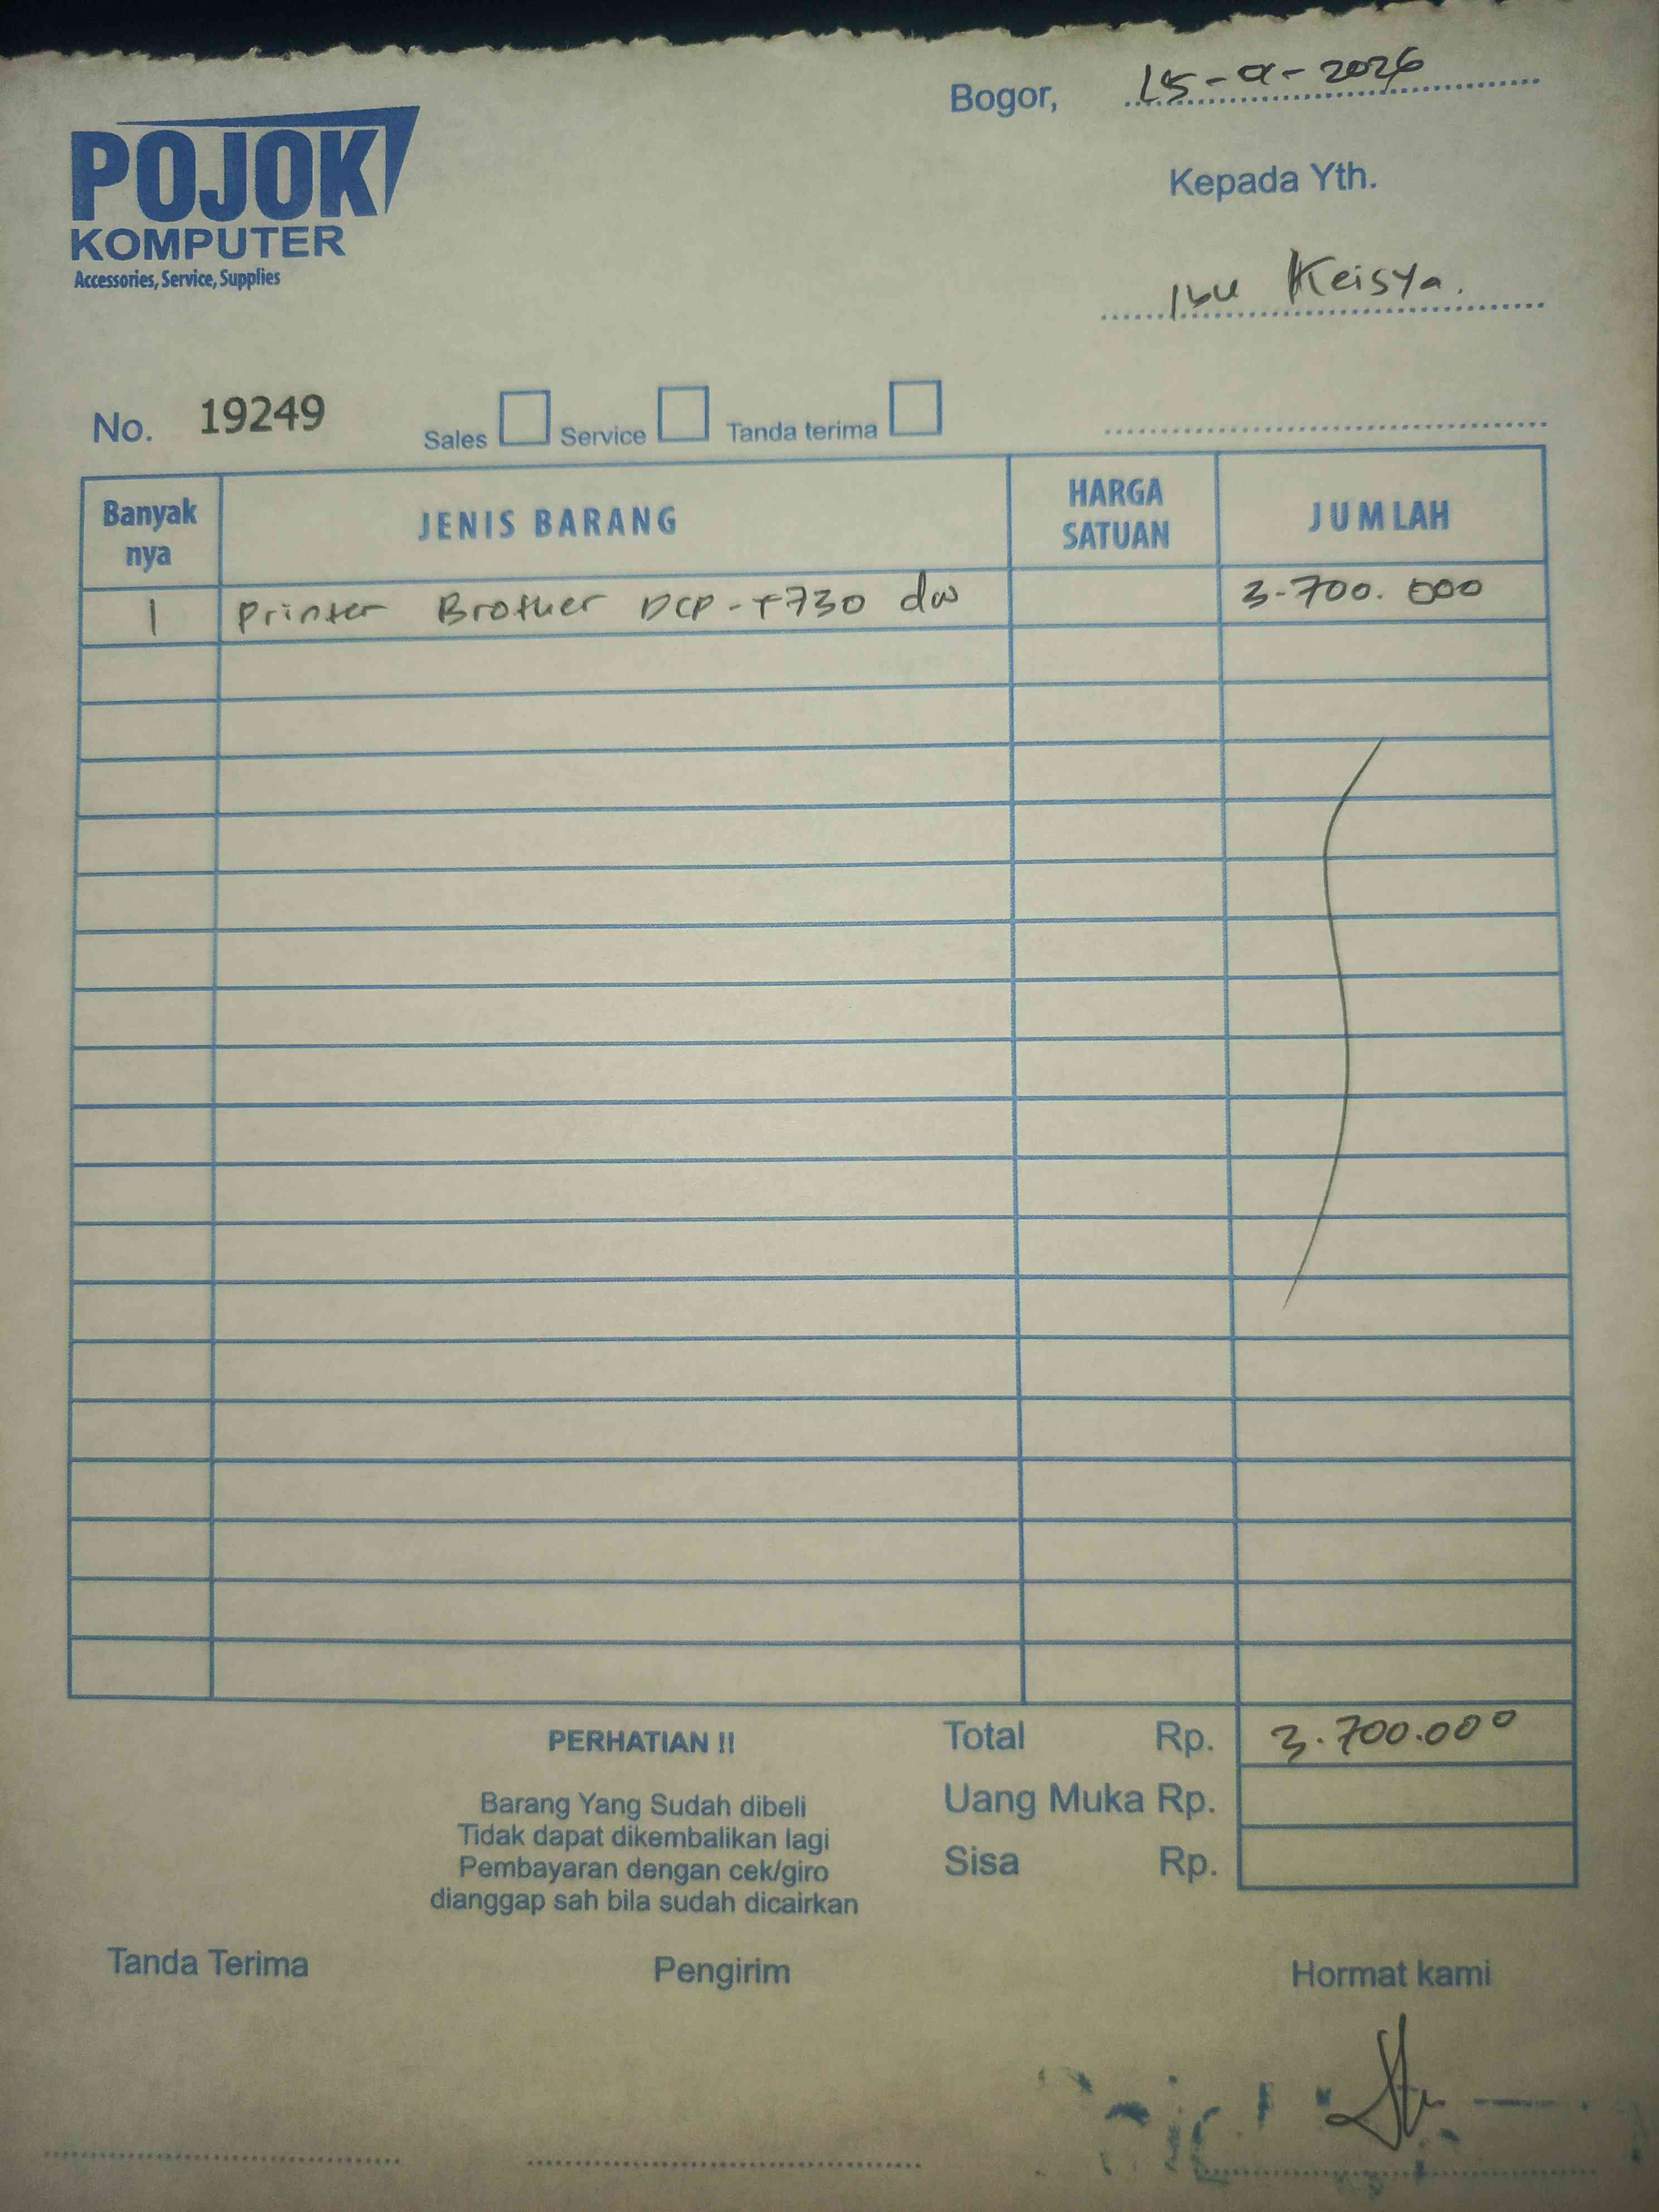 Bogor, 15-01-2026
POJOK
KOMPUTER
Accessories, Service, Supplies
Kepada Yth.
Ibu Keisya.
No. 19249 Sales Service Tanda terima
Banyak nya JENIS BARANG HARGA SATUAN JUMLAH
1 Printer Brother DCP-T730 dw 3.700.000
PERHATIAN !!
Barang Yang Sudah dibeli
Tidak dapat dikembalikan lagi
Pembayaran dengan cek/giro
dianggap sah bila sudah dicairkan
Total Rp. 3.700.000
Uang Muka Rp.
Sisa Rp.
Tanda Terima Pengirim Hormat kami